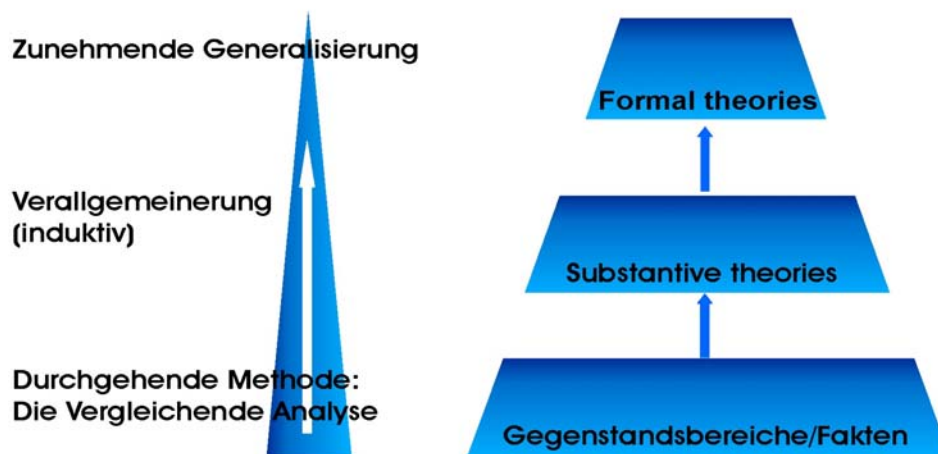 Zunehmende Generalisierung
Formal theories
Verallgemeinerung
(induktiv)
Substantive theories
Durchgehende Methode:
Die Vergleichende Analyse
Gegenstandsbereiche/Fakten